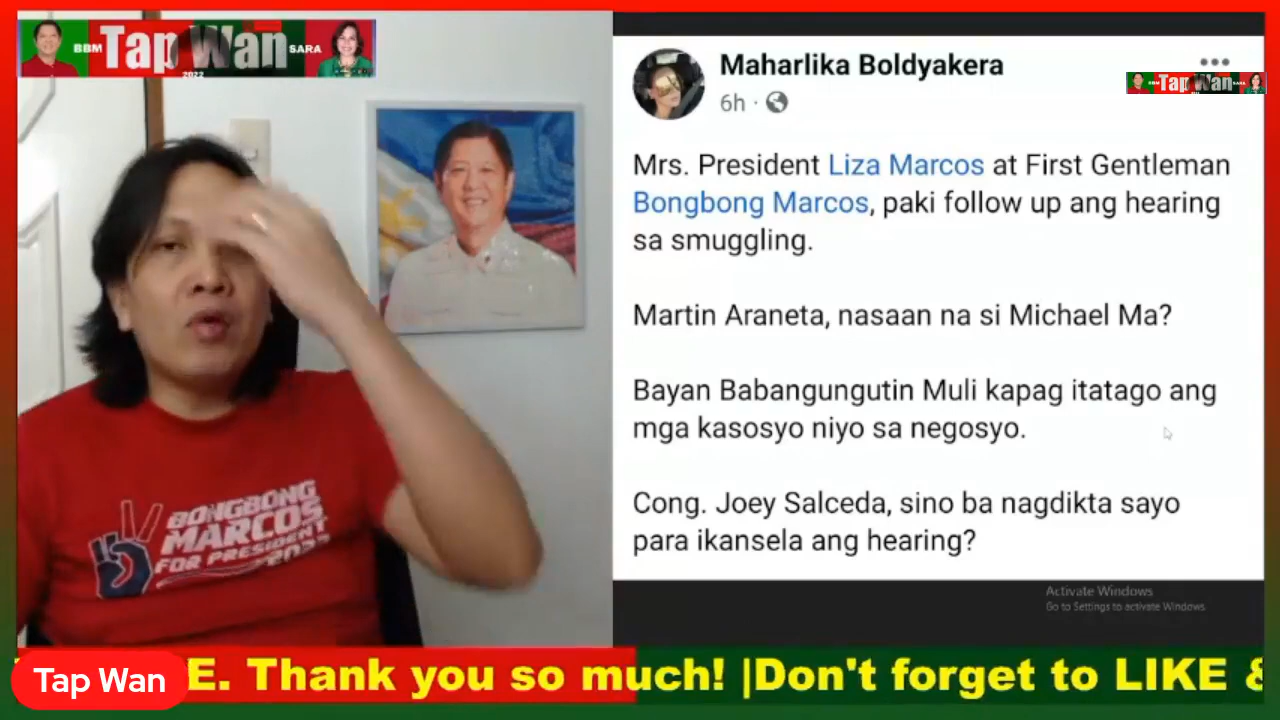 BBM Tap Wan SARA
2022
Maharlika Boldyakera
6h
Tap Wan
Mrs. President Liza Marcos at First Gentleman
Bongbong Marcos, paki follow up ang hearing
sa smuggling.
Martin Araneta, nasaan na si Michael Ma?
Bayan Babangungutin Muli kapag itatago ang
mga kasosyo niyo sa negosyo.
Cong. Joey Salceda, sino ba nagdikta sayo
para ikansela ang hearing?
BONGBONG
MARCOS
FOR PRESIDENT
2022
Activate Windows
Go to Settings to activate Windows.
Tap Wan
E. Thank you so much! |Don't forget to LIKE &